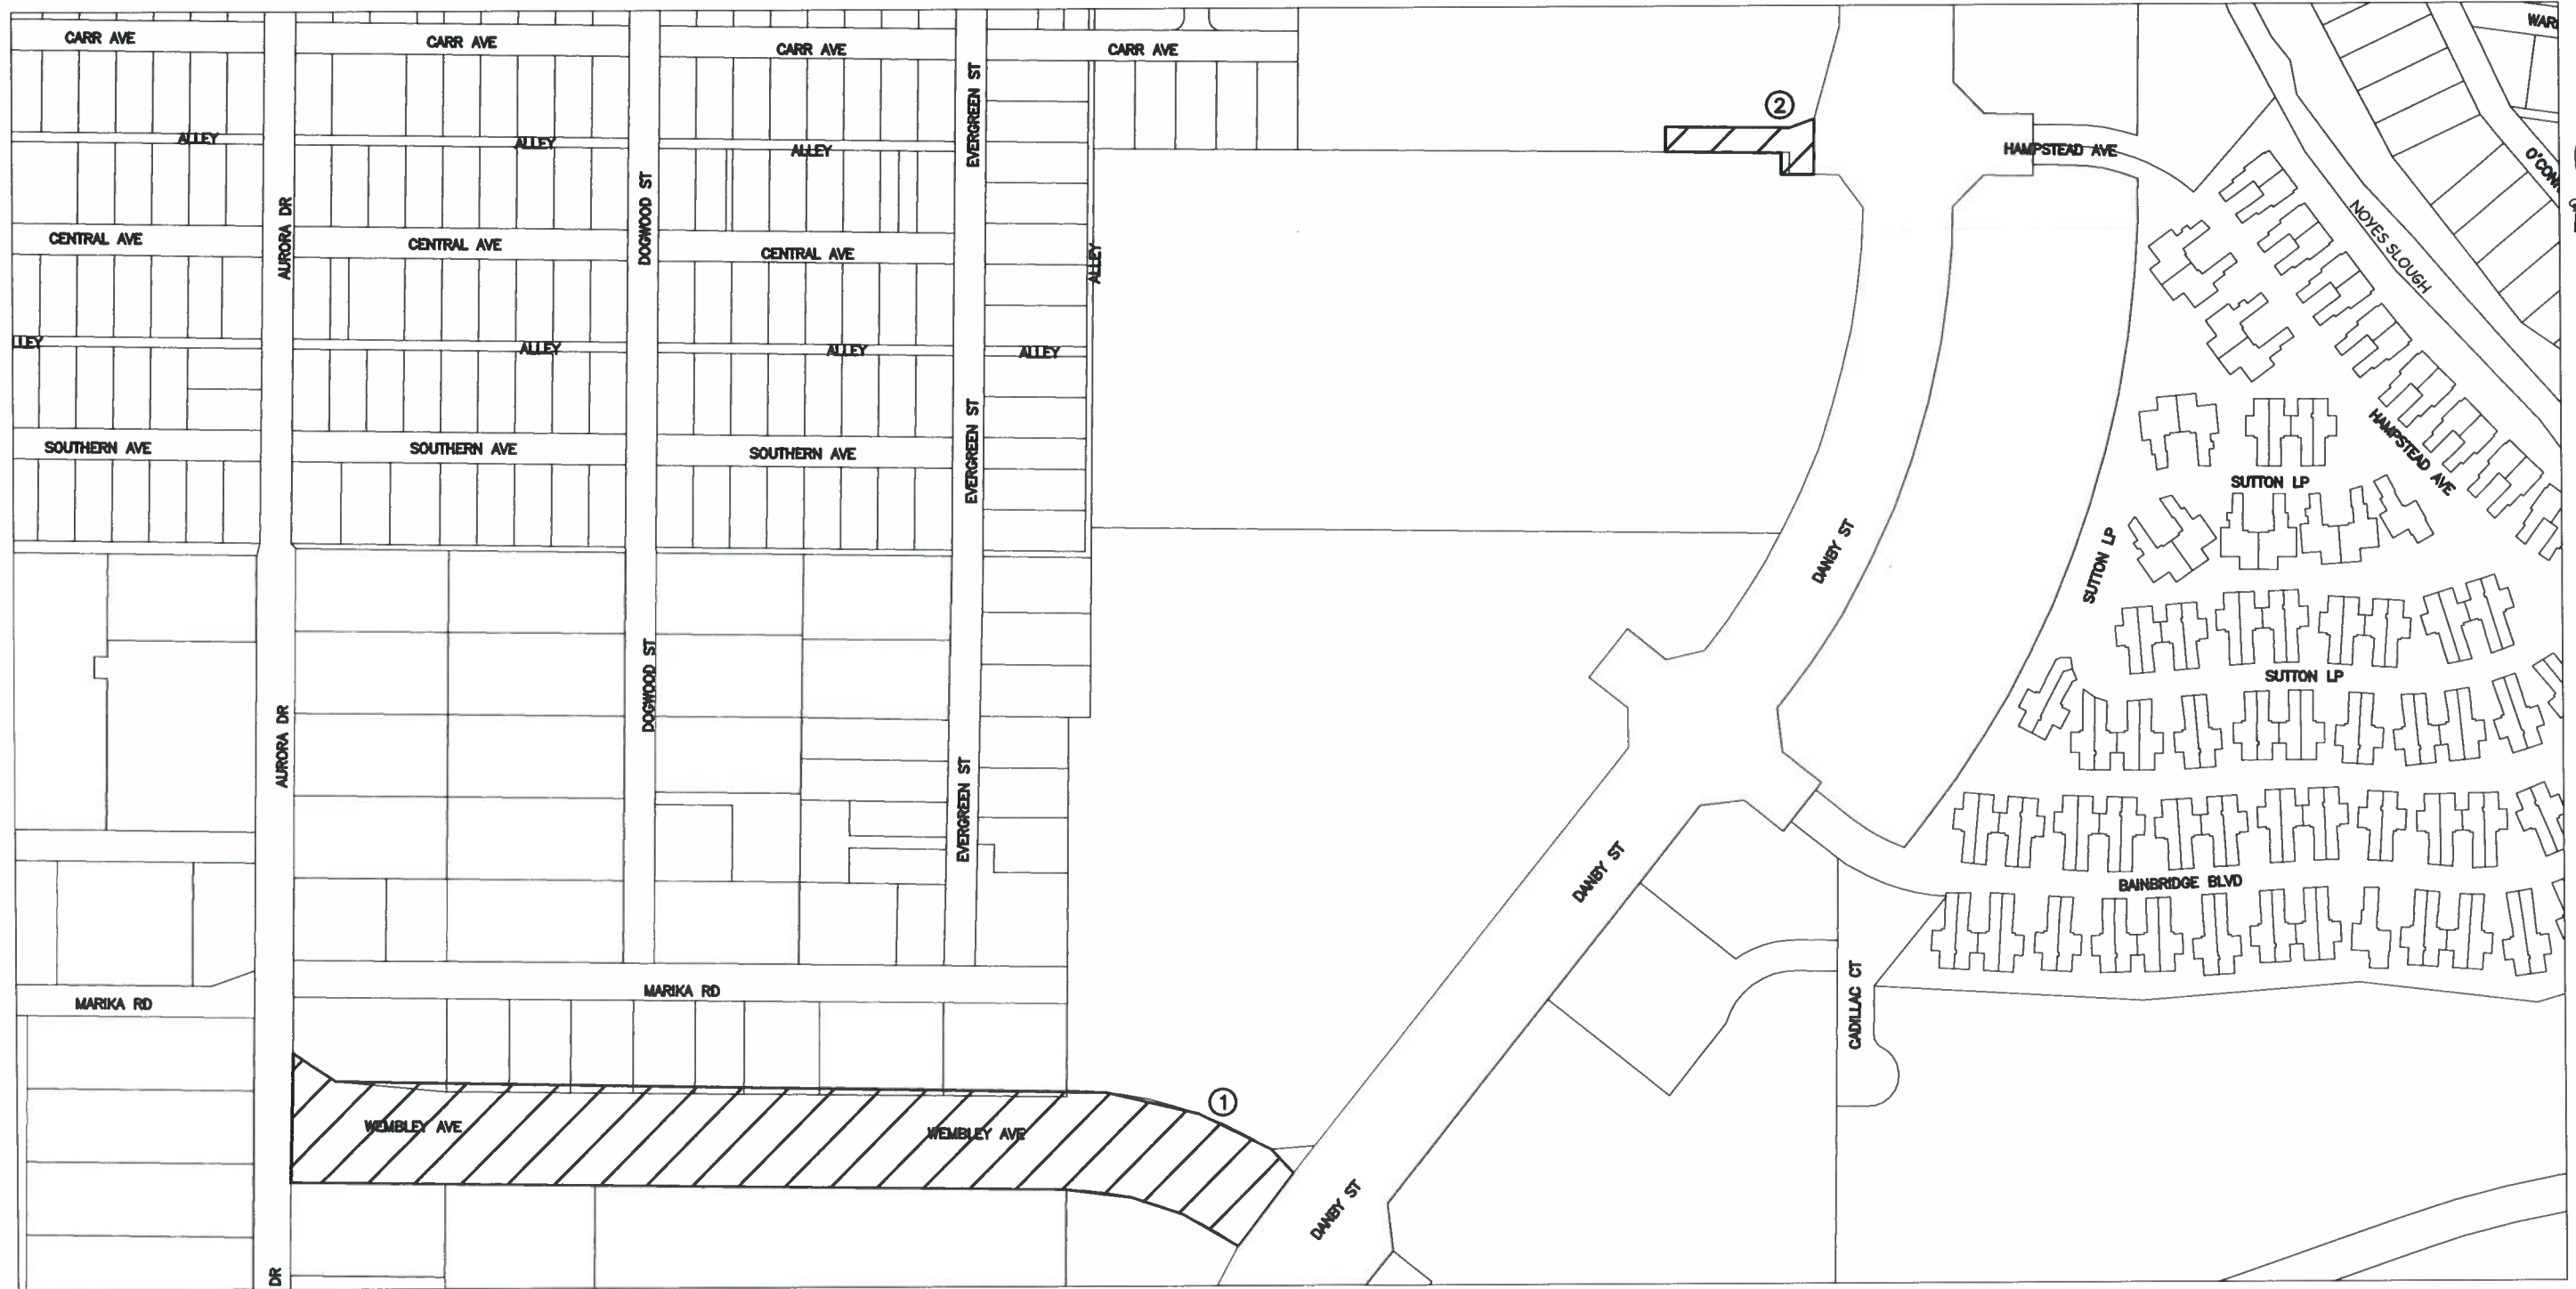 CARR AVE
CARR AVE
CARR AVE
CARR AVE
EVERGREEN ST
2
ALLEY
ALLEY
ALLEY
HAMPSTEAD AVE
AURORA DR
DOGWOOD ST
NOYES SLOUGH
CENTRAL AVE
CENTRAL AVE
CENTRAL AVE
ALLEY
ALLEY
ALLEY
ALLEY
EVERGREEN ST
HAMPSTEAD AVE
SOUTHERN AVE
SOUTHERN AVE
SOUTHERN AVE
SUTTON LP
DANBY ST
SUTTON LP
DOGWOOD ST
SUTTON LP
AURORA DR
EVERGREEN ST
DANBY ST
BAINBRIDGE BLVD
MARIKA RD
MARIKA RD
CADILLAC CT
1
WEMBLEY AVE
WEMBLEY AVE
DANBY ST
DR